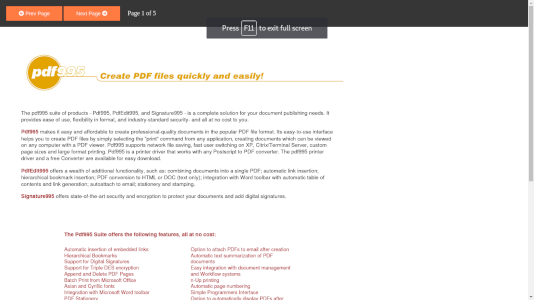 Prev Page
Next Page
Page 1 of 5
Press F11 to exit full screen
pdf995
Create PDF files quickly and easily!
The pdf995 suite of products - Pdf995, PdfEdit995, and Signature995 - is a complete solution for your document publishing needs. It
provides ease of use, flexibility in format, and industry-standard security- and all at no cost to you.
Pdf995 makes it easy and affordable to create professional-quality documents in the popular PDF file format. Its easy-to-use interface
helps you to create PDF files by simply selecting the "print" command from any application, creating documents which can be viewed
on any computer with a PDF viewer. Pdf995 supports network file saving, fast user switching on XP, Citrix/Terminal Server, custom
page sizes and large format printing. Pdf995 is a printer driver that works with any Postscript to PDF converter. The pdf995 printer
driver and a free Converter are available for easy download.
PdfEdit995 offers a wealth of additional functionality, such as: combining documents into a single PDF; automatic link insertion;
hierarchical bookmark insertion; PDF conversion to HTML or DOC (text only); integration with Word toolbar with automatic table of
contents and link generation; autoattach to email; stationery and stamping.
Signature995 offers state-of-the-art security and encryption to protect your documents and add digital signatures.
The Pdf995 Suite offers the following features, all at no cost:
Automatic insertion of embedded links
Hierarchical Bookmarks
Support for Digital Signatures
Support for Triple DES encryption
Append and Delete PDF Pages
Batch Print from Microsoft Office
Asian and Cyrillic fonts
Integration with Microsoft Word toolbar
PDF Stationery
Option to attach PDFs to email after creation
Automatic text summarization of PDF
documents
Easy integration with document management
and Workflow systems
n-Up printing
Automatic page numbering
Simple Programmers Interface
Option to automatically display PDFs after